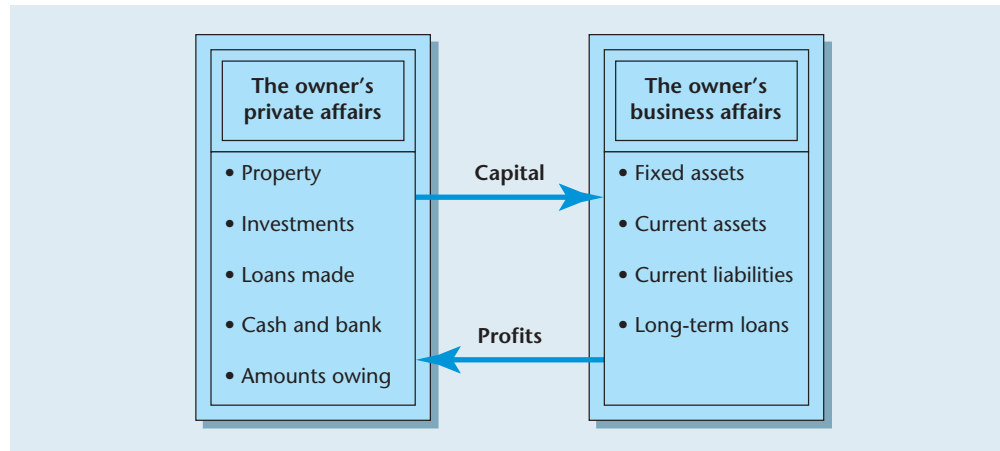 The owner's
private affairs
• Property
• Investments
• Loans made
• Cash and bank
• Amounts owing
Capital
Profits
The owner's
business affairs
• Fixed assets
• Current assets
• Current liabilities
• Long-term loans